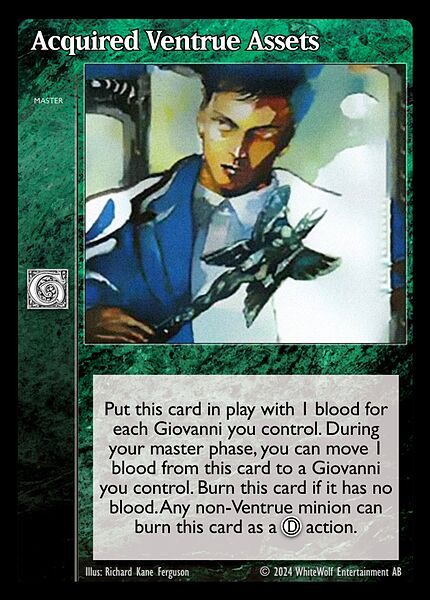 Acquired Ventrue Assets
MASTER
G
Put this card in play with 1 blood for
each Giovanni you control. During
your master phase, you can move 1
blood from this card to a Giovanni
you control. Burn this card if it has no
blood. Any non-Ventrue minion can
burn this card as a Ⓓ action.
Illus: Richard Kane Ferguson © 2024 WhiteWolf Entertainment AB